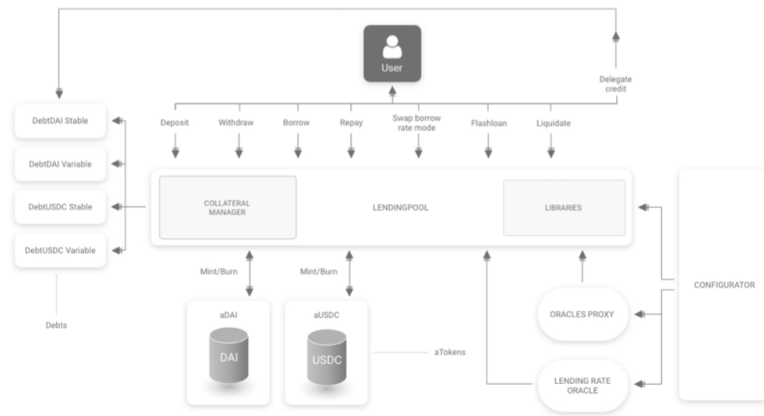 User
Delegate
credit
Deposit
Withdraw
Borrow
Repay
Swap borrow
rate mode
Flashloan
Liquidate
DebtDAI Stable
DebtDAI Variable
DebtUSDC Stable
DebtUSDC Variable
Debts
COLLATERAL
MANAGER
LENDINGPOOL
LIBRARIES
CONFIGURATOR
Mint/Burn
Mint/Burn
aDAI
DAI
aUSDC
USDC
aTokens
ORACLES PROXY
LENDING RATE
ORACLE